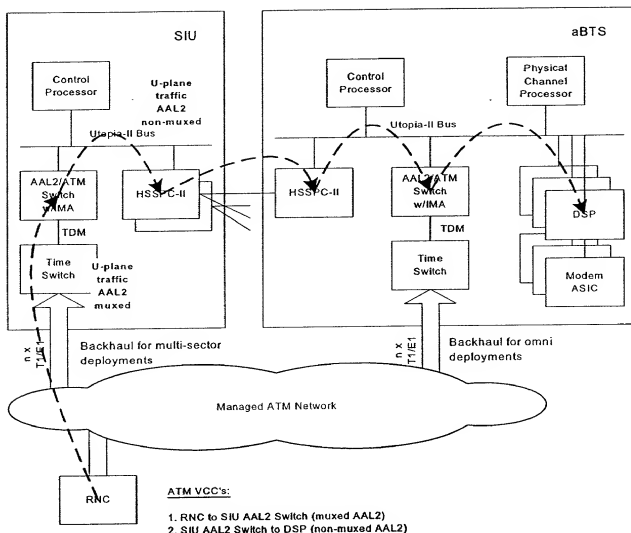 SIU
aBTS
Control
Processor
U-plane
traffic
AAL2
non-muxed
Control
Processor
Physical
Channel
Processor
Utopia-II Bus
Utopia-II Bus
AAL2/ATM
Switch
w/IMA
HSSPC-II
HSSPC-II
AAL2/ATM
Switch
w/IMA
DSP
TDM
TDM
Time
Switch
U-plane
traffic
AAL2
muxed
Time
Switch
Modem
ASIC
n x
T1/E1
Backhaul for multi-sector
deployments
n x
T1/E1
Backhaul for omni
deployments
Managed ATM Network
RNC
ATM VCC's:
1. RNC to SIU AAL2 Switch (muxed AAL2)
2. SIU AAL2 Switch to DSP (non-muxed AAL2)